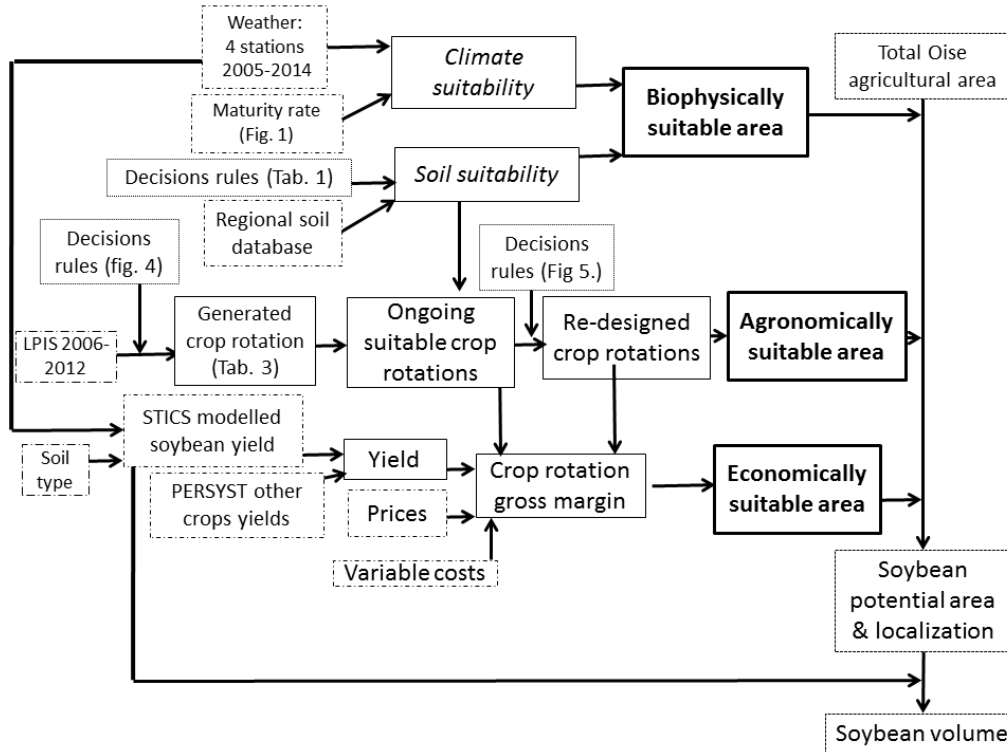 Weather:
4 stations
2005-2014
Climate
suitability
Total Oise
agricultural area
Maturity rate
(Fig. 1)
Biophysically
suitable area
Decisions rules (Tab. 1)
Soil suitability
Regional soil
database
Decisions
rules (fig. 4)
Decisions
rules (Fig 5.)
LPIS 2006-
2012
Generated
crop rotation
(Tab. 3)
Ongoing
suitable crop
rotations
Re-designed
crop rotations
Agronomically
suitable area
STICS modelled
soybean yield
Soil
type
PERSYST other
crops yields
Yield
Prices
Variable costs
Crop rotation
gross margin
Economically
suitable area
Soybean
potential area
& localization
Soybean volume